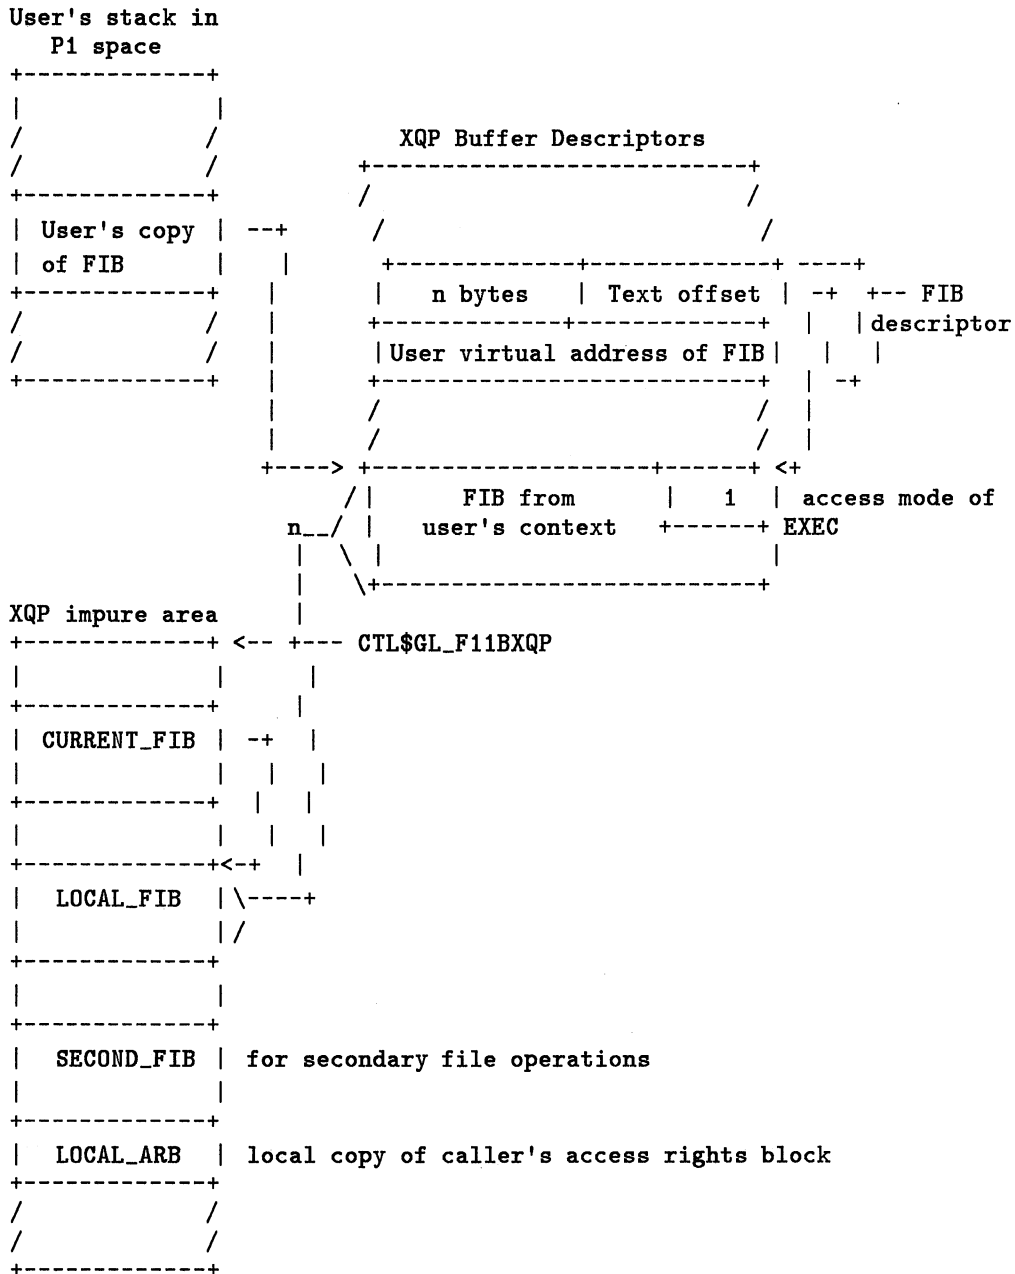 User's stack in
P1 space
XQP Buffer Descriptors
User's copy
of FIB
n bytes | Text offset
FIB
descriptor
User virtual address of FIB
FIB from | 1 | access mode of
n__/ user's context EXEC
XQP impure area
CTL$GL_F11BXQP
CURRENT_FIB
LOCAL_FIB
SECOND_FIB | for secondary file operations
LOCAL_ARB | local copy of caller's access rights block